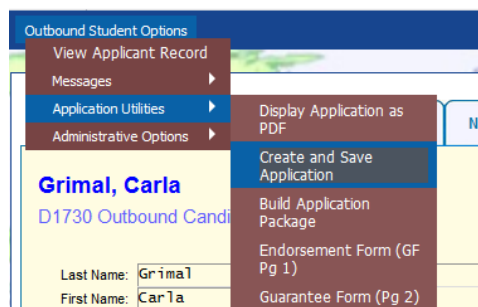 Outbound Student Options
View Applicant Record
Messages
Application Utilities
Administrative Options
Display Application as
PDF
Create and Save
Application
Build Application
Package
Endorsement Form (GF
Pg 1)
Guarantee Form (Pg 2)
N
Grimal, Carla
D1730 Outbound Candi
Last Name: Grimal
First Name: Carla